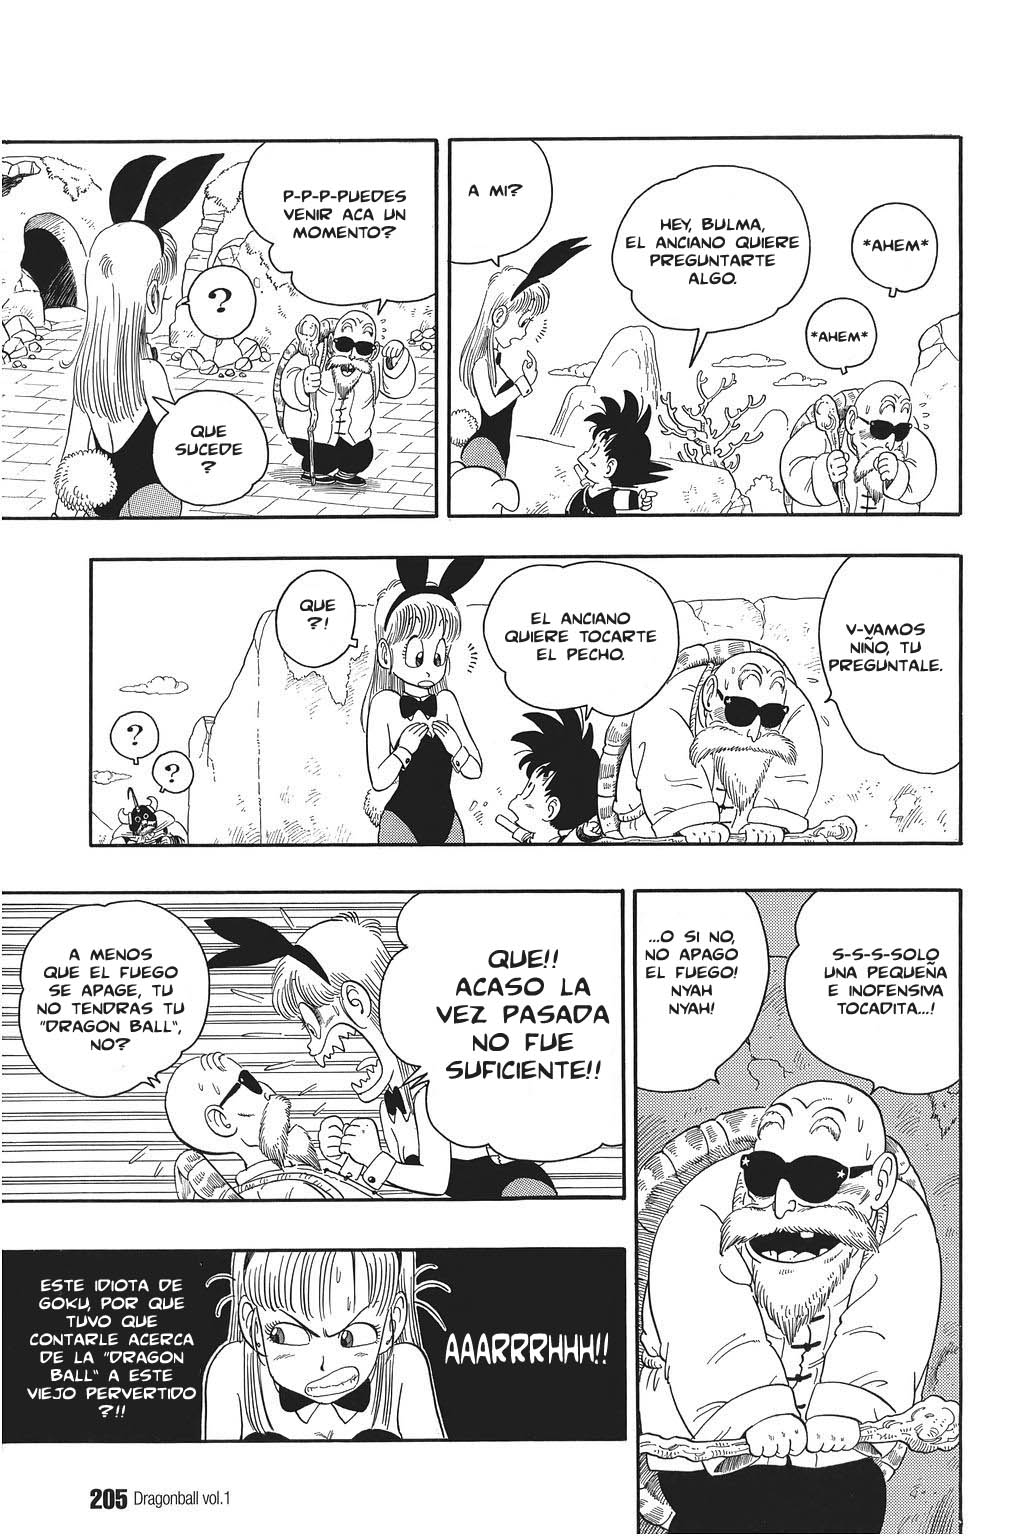 *AHEM*
*AHEM*
HEY, BULMA,
EL ANCIANO QUIERE
PREGUNTARTE
ALGO.
A MI?
P-P-P-PUEDES
VENIR ACA UN
MOMENTO?
?
QUE
SUCEDE
?
V-VAMOS
NIÑO, TU
PREGUNTALE.
EL ANCIANO
QUIERE TOCARTE
EL PECHO.
QUE
?!
?
?
S-S-S-SOLO
UNA PEQUEÑA
E INOFENSIVA
TOCADITA...!
...O SI NO,
NO APAGO
EL FUEGO!
NYAH
NYAH!
QUE!!
ACASO LA
VEZ PASADA
NO FUE
SUFICIENTE!!
A MENOS
QUE EL FUEGO
SE APAGE, TU
NO TENDRAS TU
"DRAGON BALL",
NO?
AAARRRHHH!!
ESTE IDIOTA DE
GOKU, POR QUE
TUVO QUE
CONTARLE ACERCA
DE LA "DRAGON
BALL" A ESTE
VIEJO PERVERTIDO
?!!
205 Dragonball vol.1